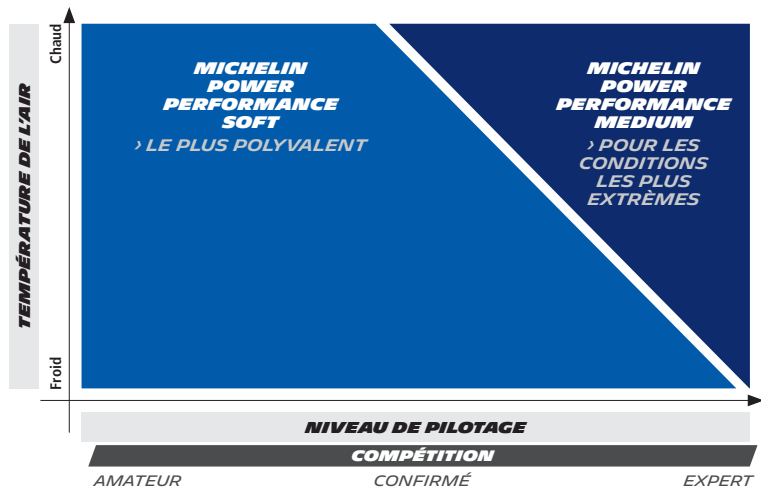 Chaud
TEMPÉRATURE DE L'AIR
Froid
MICHELIN
POWER
PERFORMANCE
SOFT
› LE PLUS POLYVALENT
MICHELIN
POWER
PERFORMANCE
MEDIUM
› POUR LES
CONDITIONS
LES PLUS
EXTRÈMES
NIVEAU DE PILOTAGE
COMPÉTITION
AMATEUR CONFIRMÉ EXPERT